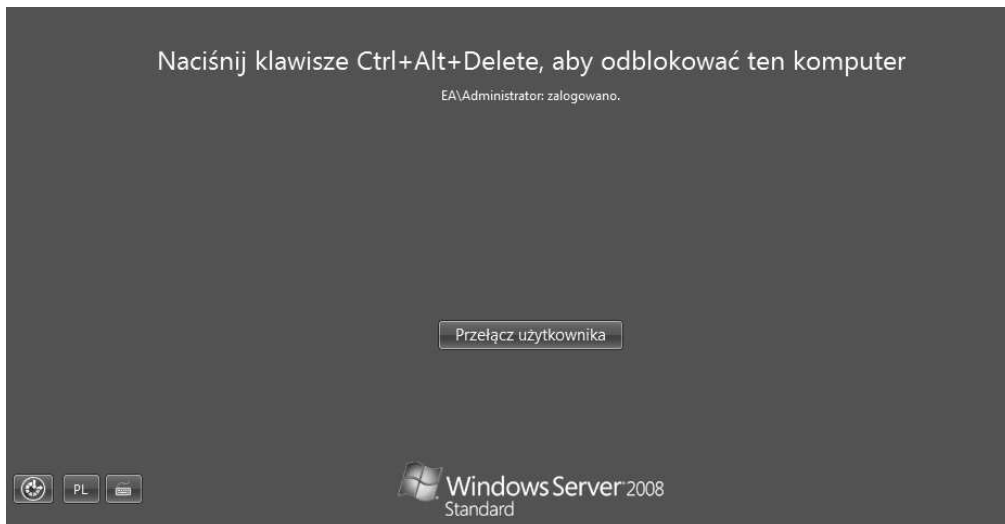 Naciśnij klawisze Ctrl+Alt+Delete, aby odblokować ten komputer
EA\Administrator: zalogowano.
Przełącz użytkownika
PL
Windows Server 2008
Standard